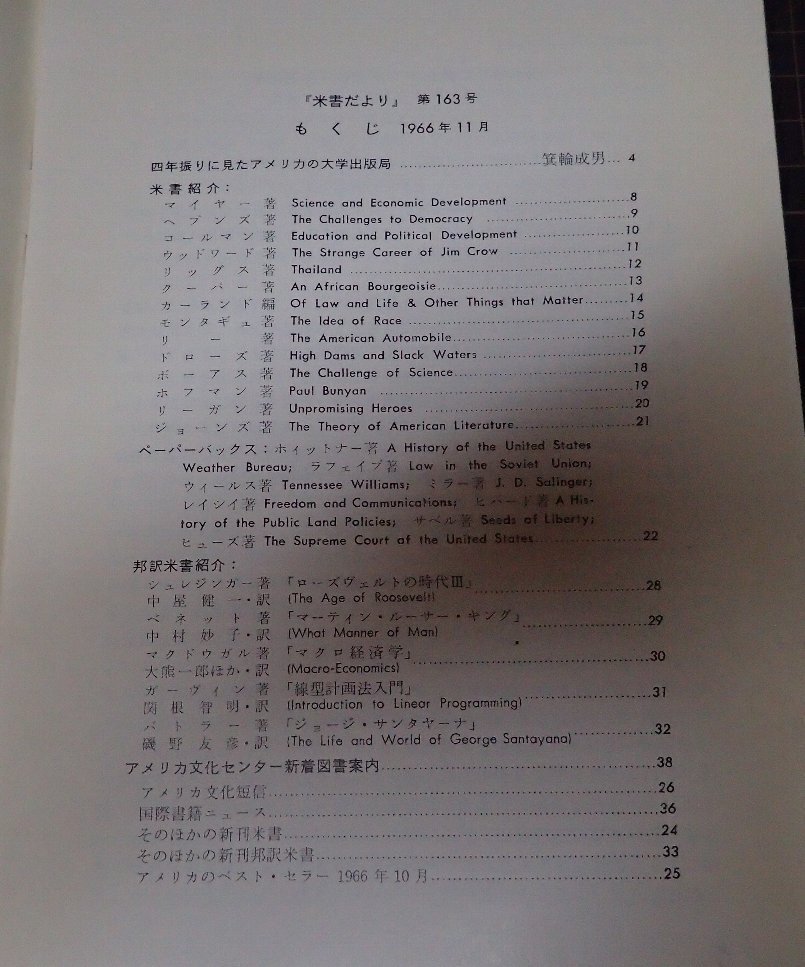 『米書だより』 第163号
もくじ 1966年11月
四年振りに見たアメリカの大学出版局 ……………………… 箕輪成男… 4
米書紹介：
マイヤー著 Science and Economic Development ……………………8
ヘブンズ著 The Challenges to Democracy ……………………9
コールマン著 Education and Political Development ……………………10
ウッドワード著 The Strange Career of Jim Crow ……………………11
リッグス著 Thailand ……………………12
クーパー著 An African Bourgeoisie……………………13
カーランド編 Of Law and Life & Other Things that Matter………14
モンタギュ著 The Idea of Race ……………………15
リー著 The American Automobile……………………16
ドローズ著 High Dams and Slack Waters ……………………17
ボーアス著 The Challenge of Science……………………18
ホフマン著 Paul Bunyan ……………………19
リーガン著 Unpromising Heroes ……………………20
ジョーンズ著 The Theory of American Literature……………………21
ペーパーバックス：ホイットナー著 A History of the United States
Weather Bureau; ラフェイブ著 Law in the Soviet Union;
ウィールス著 Tennessee Williams; ミラー著 J. D. Salinger;
レイシイ著 Freedom and Communications; ヒバード著 A His-
tory of the Public Land Policies; サベル著 Seeds of Liberty;
ヒューズ著 The Supreme Court of the United States……………………22
邦訳米書紹介：
シュレジンガー著 「ローズヴェルトの時代Ⅲ」
中屋健一・訳 (The Age of Roosevelt) ……………………28
ベネット著 「マーティン・ルーサー・キング」
中村妙子・訳 (What Manner of Man) ……………………29
マクドウガル著 「マクロ経済学」
大熊一郎ほか・訳 (Macro-Economics) ……………………30
ガーヴィン著 「線型計画法入門」
関根智明・訳 (Introduction to Linear Programming) ……………………31
バトラー著 「ジョージ・サンタヤーナ」
磯野友彦・訳 (The Life and World of George Santayana) ……………………32
アメリカ文化センター新着図書案内……………………38
アメリカ文化短信……………………26
国際書籍ニュース……………………36
そのほかの新刊米書……………………24
そのほかの新刊邦訳米書……………………33
アメリカのベスト・セラー 1966年10月……………………25